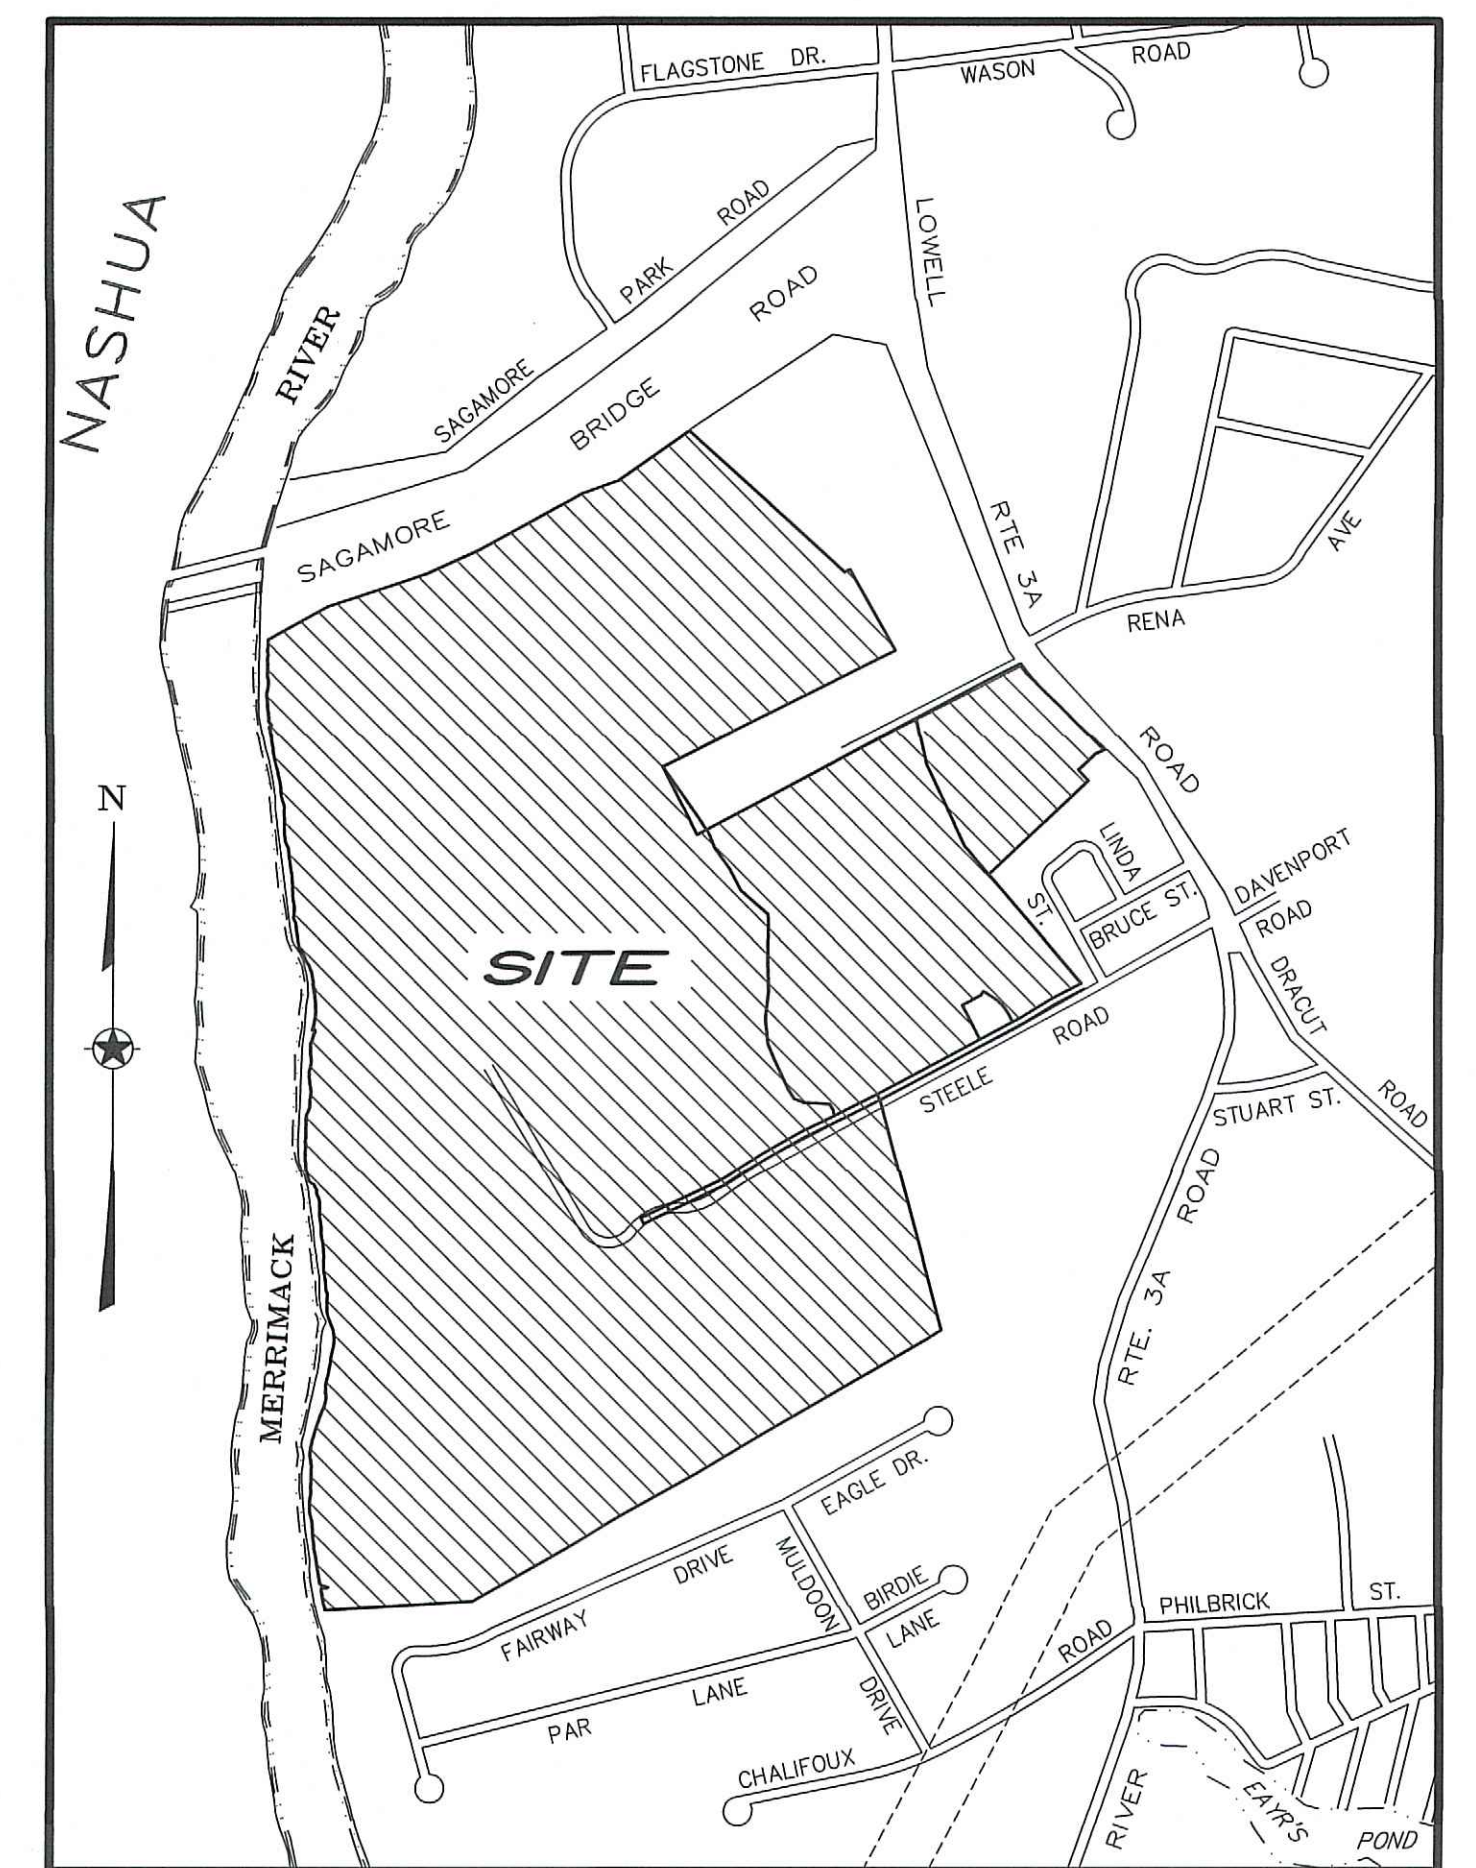 FLAGSTONE DR.
WASON ROAD
NASHUA
RIVER
PARK ROAD
SAGAMORE
LOWELL
SAGAMORE BRIDGE ROAD
RTE 3A
AVE
RENA
ROAD
N
LINDA
ST.
BRUCE ST.
DAVENPORT
ROAD
SITE
DRACUT
ROAD
STEELE ROAD
STUART ST.
ROAD
RTE. 3A
MERRIMACK
EAGLE DR.
FAIRWAY DRIVE
MULDOON
DRIVE
BIRDIE
LANE
PHILBRICK ST.
PAR LANE
CHALIFOUX ROAD
RIVER
EAYR'S
POND